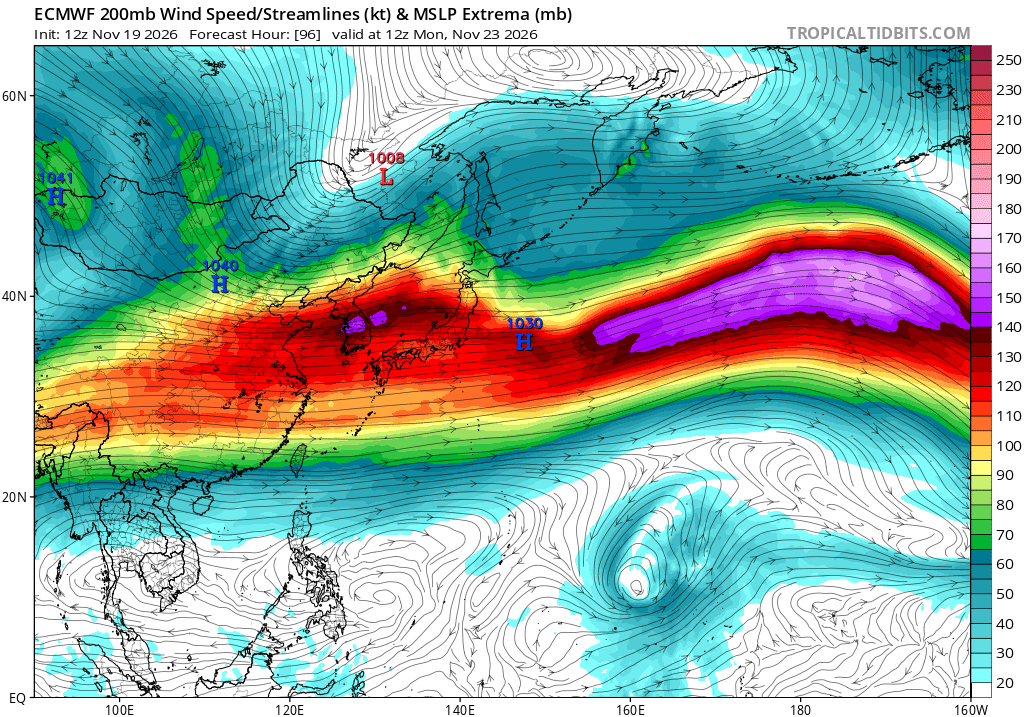 ECMWF 200mb Wind Speed/Streamlines (kt) & MSLP Extrema (mb)
Init: 12z Nov 19 2026   Forecast Hour: [96]   valid at 12z Mon, Nov 23 2026
TROPICALTIDBITS.COM
60N
40N
20N
EQ
1041
H
1040
H
1008
L
1030
H
100E
120E
140E
160E
180
160W
250
230
210
200
190
180
170
160
150
140
130
120
110
100
90
80
70
60
50
40
30
20